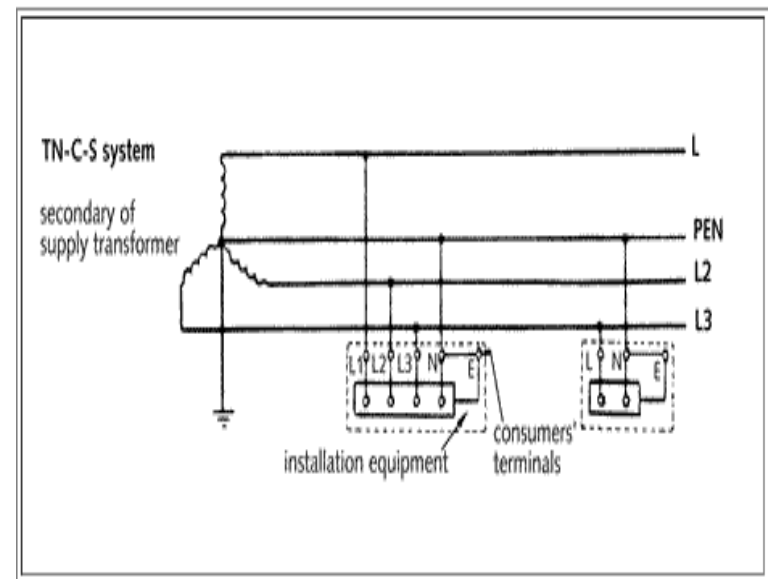 TN-C-S system
L
secondary of
supply transformer
PEN
L2
L3
L1 L2 L3 N E
L N E
installation equipment
consumers'
terminals